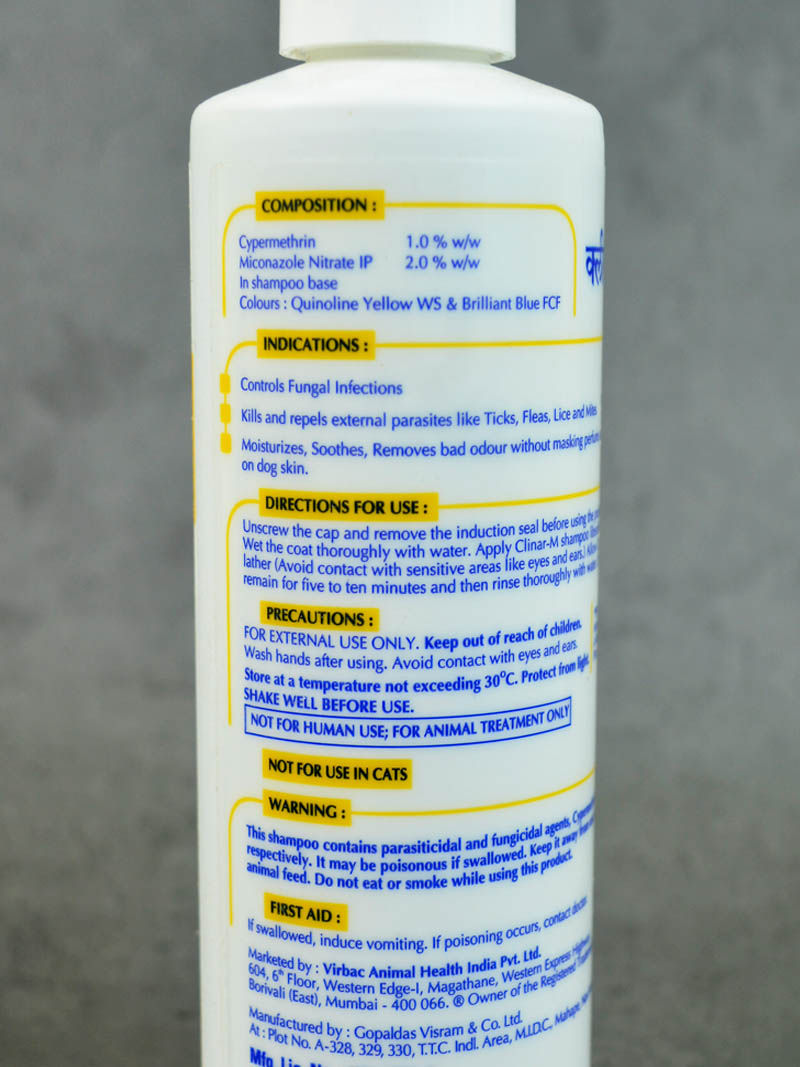 COMPOSITION :
Cypermethrin 1.0 % w/w
Miconazole Nitrate IP 2.0 % w/w
In shampoo base
Colours : Quinoline Yellow WS & Brilliant Blue FCF
INDICATIONS :
Controls Fungal Infections
Kills and repels external parasites like Ticks, Fleas, Lice and Mites
Moisturizes, Soothes, Removes bad odour without masking perfume
on dog skin.
DIRECTIONS FOR USE :
Unscrew the cap and remove the induction seal before using the
Wet the coat thoroughly with water. Apply Clinar-M shampoo
lather (Avoid contact with sensitive areas like eyes and ears.)
remain for five to ten minutes and then rinse thoroughly with
PRECAUTIONS :
FOR EXTERNAL USE ONLY. Keep out of reach of children.
Wash hands after using. Avoid contact with eyes and ears.
Store at a temperature not exceeding 30°C. Protect from light.
SHAKE WELL BEFORE USE.
NOT FOR HUMAN USE; FOR ANIMAL TREATMENT ONLY
NOT FOR USE IN CATS
WARNING :
This shampoo contains parasiticidal and fungicidal agents,
respectively. It may be poisonous if swallowed. Keep it away from
animal feed. Do not eat or smoke while using this product.
FIRST AID :
If swallowed, induce vomiting. If poisoning occurs, contact doctor.
Marketed by : Virbac Animal Health India Pvt. Ltd.
604, 6th Floor, Western Edge-I, Magathane, Western Express Highway,
Borivali (East), Mumbai - 400 066. ® Owner of the Registered
Manufactured by : Gopaldas Visram & Co. Ltd.
At : Plot No. A-328, 329, 330, T.T.C. Indl. Area, M.I.D.C., Mahape,
Mfg. Lic. No.